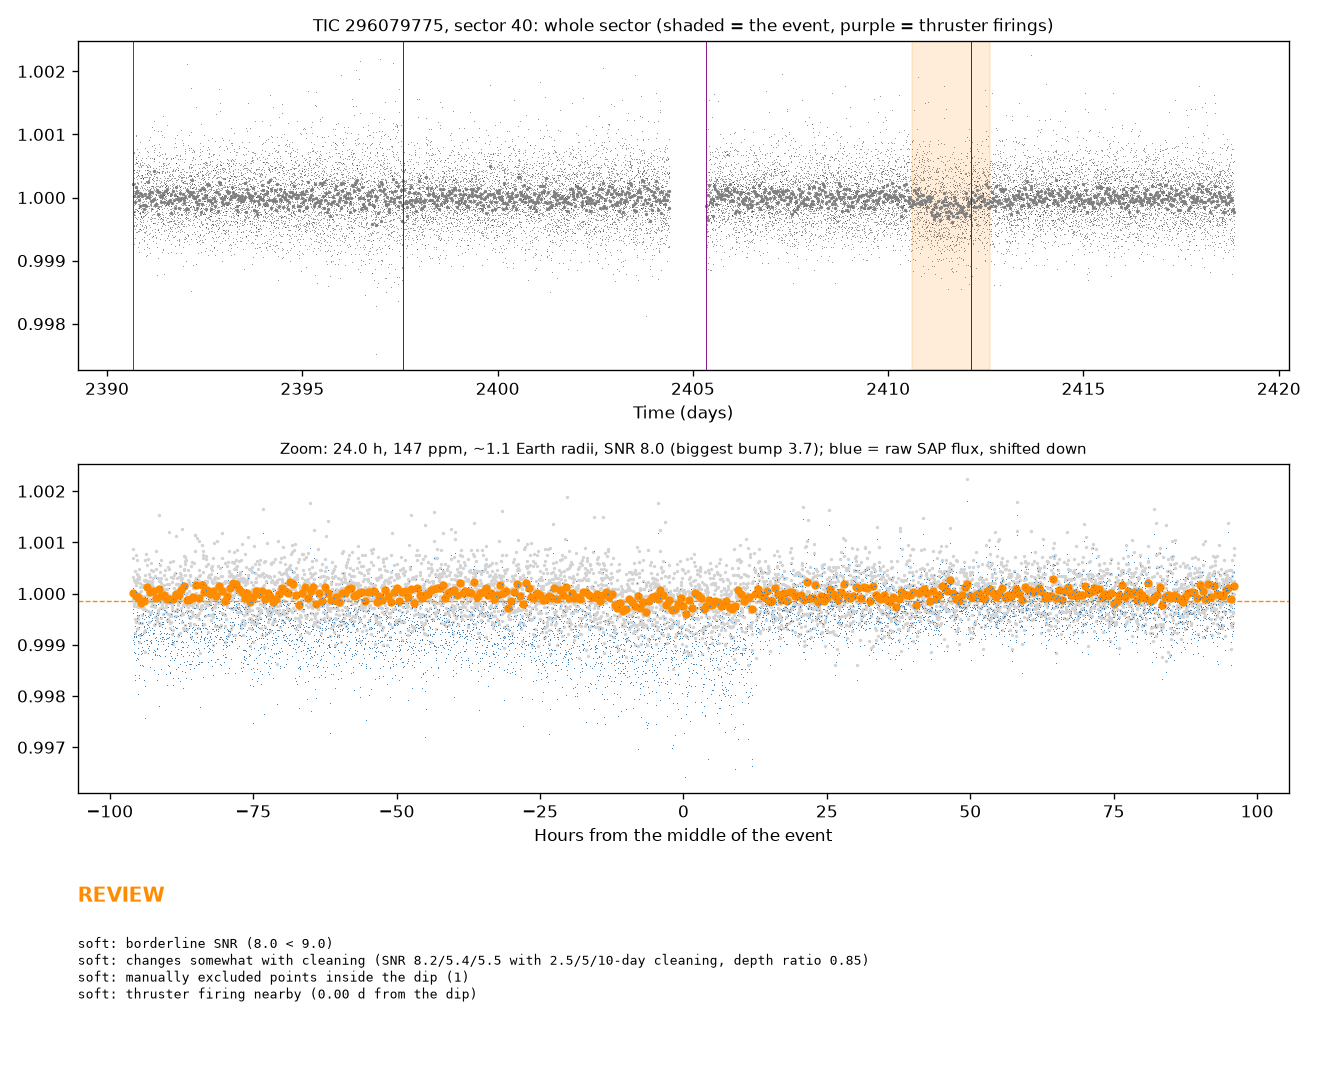 TIC 296079775, sector 40: whole sector (shaded = the event, purple = thruster firings)
1.002
1.001
1.000
0.999
0.998
2390 2395 2400 2405 2410 2415 2420
Time (days)
Zoom: 24.0 h, 147 ppm, ~1.1 Earth radii, SNR 8.0 (biggest bump 3.7); blue = raw SAP flux, shifted down
1.002
1.001
1.000
0.999
0.998
0.997
−100 −75 −50 −25 0 25 50 75 100
Hours from the middle of the event
REVIEW
soft: borderline SNR (8.0 < 9.0)
soft: changes somewhat with cleaning (SNR 8.2/5.4/5.5 with 2.5/5/10-day cleaning, depth ratio 0.85)
soft: manually excluded points inside the dip (1)
soft: thruster firing nearby (0.00 d from the dip)